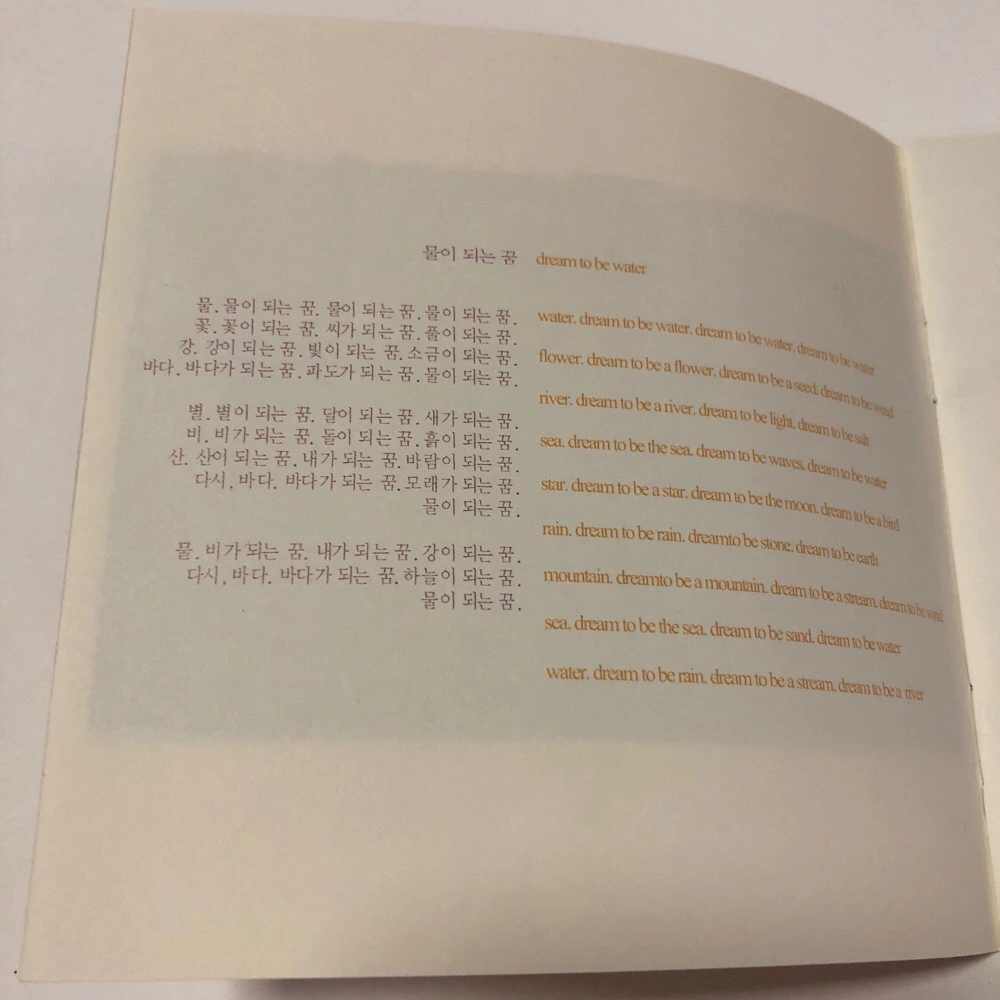 물이 되는 꿈
물. 물이 되는 꿈. 물이 되는 꿈. 물이 되는 꿈.
꽃. 꽃이 되는 꿈. 씨가 되는 꿈. 풀이 되는 꿈.
강. 강이 되는 꿈. 빛이 되는 꿈. 소금이 되는 꿈.
바다. 바다가 되는 꿈. 파도가 되는 꿈. 물이 되는 꿈.
별. 별이 되는 꿈. 달이 되는 꿈. 새가 되는 꿈.
비. 비가 되는 꿈. 돌이 되는 꿈. 흙이 되는 꿈.
산. 산이 되는 꿈. 내가 되는 꿈. 바람이 되는 꿈.
다시, 바다. 바다가 되는 꿈. 모래가 되는 꿈.
물이 되는 꿈.
물. 비가 되는 꿈. 내가 되는 꿈. 강이 되는 꿈.
다시, 바다. 바다가 되는 꿈. 하늘이 되는 꿈.
물이 되는 꿈.
dream to be water
water. dream to be water. dream to be water. dream to be water
flower. dream to be a flower. dream to be a seed. dream to be weed
river. dream to be a river. dream to be light. dream to be salt
sea. dream to be the sea. dream to be waves. dream to be water
star. dream to be a star. dream to be the moon. dream to be a bird
rain. dream to be rain. dreamto be stone. dream to be earth
mountain. dreamto be a mountain. dream to be a stream. dream to be wind
sea. dream to be the sea. dream to be sand. dream to be water
water. dream to be rain. dream to be a stream. dream to be a river